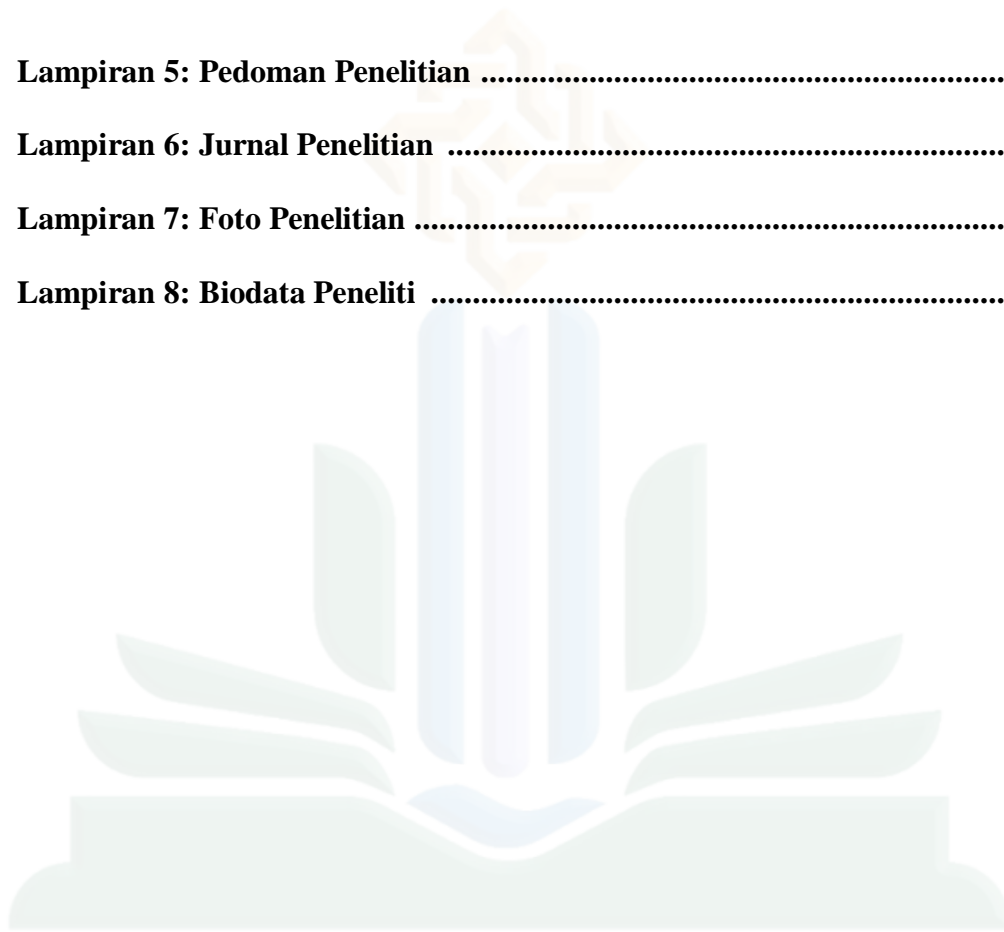 Lampiran 5: Pedoman Penelitian ................................................................
Lampiran 6: Jurnal Penelitian ....................................................................
Lampiran 7: Foto Penelitian ........................................................................
Lampiran 8: Biodata Peneliti ......................................................................